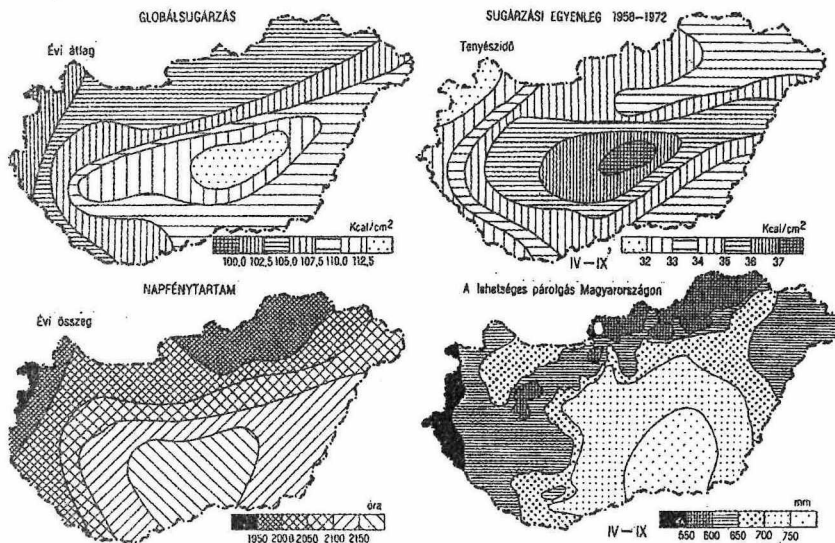 GLOBÁLSUGÁRZÁS
Évi átlag
Kcal/cm²
100,0 102,5 105,0 107,5 110,0 112,5
SUGÁRZÁSI EGYENLEG 1958–1972
Tenyészidő
Kcal/cm²
IV–IX
32 33 34 35 36 37
NAPFÉNYTARTAM
Évi összeg
óra
1950 2000 2050 2100 2150
A lehetséges párolgás Magyarországon
mm
IV–IX
550 600 650 700 750